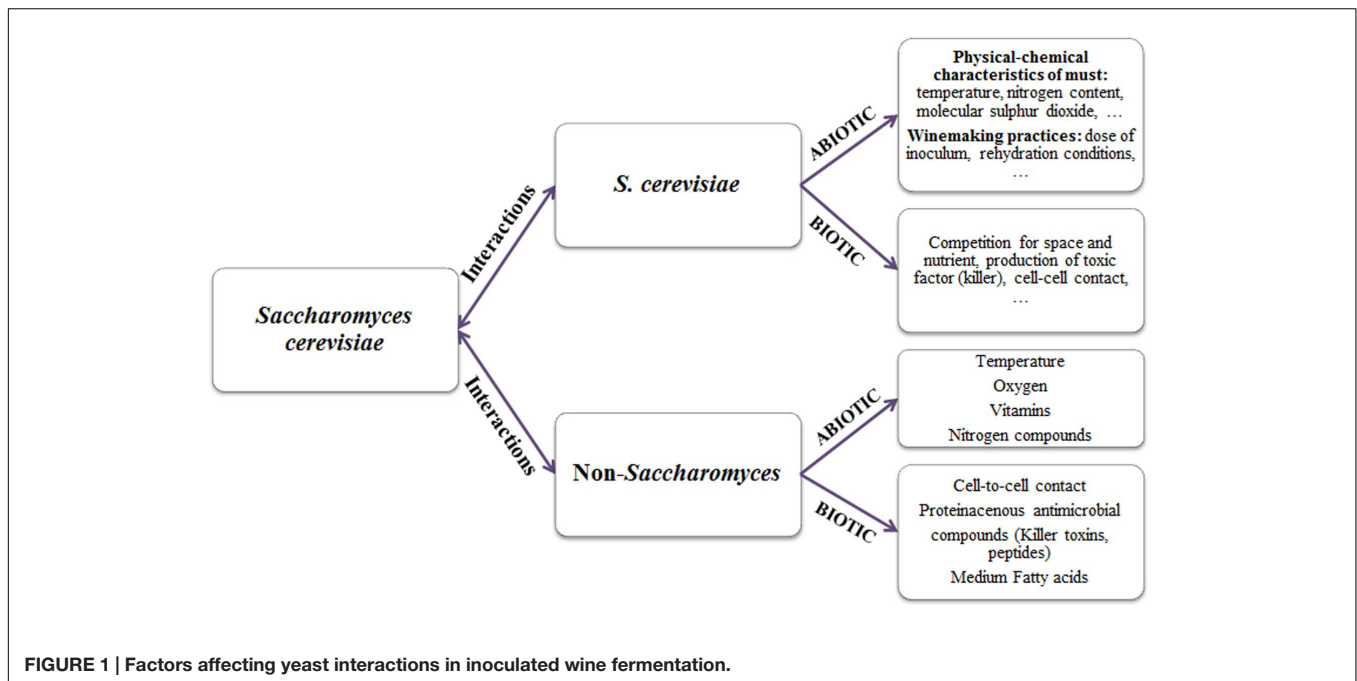 Saccharomyces
cerevisiae
Interactions
Interactions
S. cerevisiae
Non-Saccharomyces
ABIOTIC
BIOTIC
ABIOTIC
BIOTIC
Physical-chemical
characteristics of must:
temperature, nitrogen content,
molecular sulphur dioxide, …
Winemaking practices: dose of
inoculum, rehydration conditions,
…
Competition for space and
nutrient, production of toxic
factor (killer), cell-cell contact,
…
Temperature
Oxygen
Vitamins
Nitrogen compounds
Cell-to-cell contact
Proteinacenous antimicrobial
compounds (Killer toxins,
peptides)
Medium Fatty acids
FIGURE 1 | Factors affecting yeast interactions in inoculated wine fermentation.